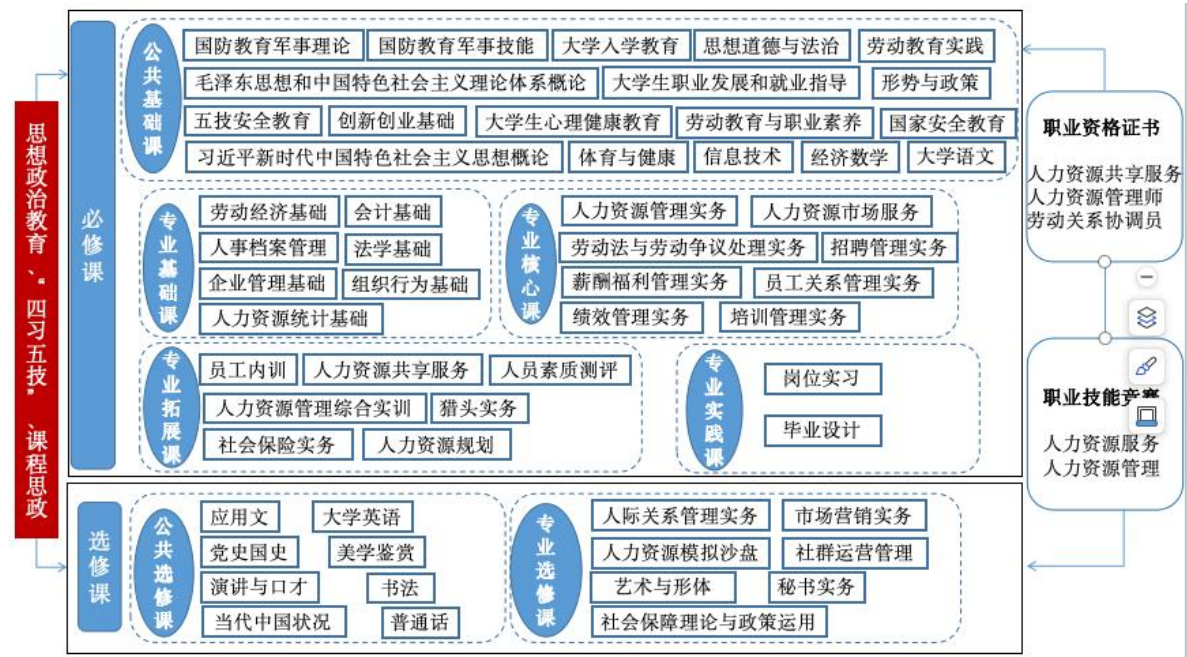 思想政治教育、“四习五技”、课程思政
必修课
公共基础课
国防教育军事理论 国防教育军事技能 大学入学教育 思想道德与法治 劳动教育实践
毛泽东思想和中国特色社会主义理论体系概论 大学生职业发展和就业指导 形势与政策
五技安全教育 创新创业基础 大学生心理健康教育 劳动教育与职业素养 国家安全教育
习近平新时代中国特色社会主义思想概论 体育与健康 信息技术 经济数学 大学语文
专业基础课
劳动经济基础 会计基础
人事档案管理 法学基础
企业管理基础 组织行为基础
人力资源统计基础
专业核心课
人力资源管理实务 人力资源市场服务
劳动法与劳动争议处理实务 招聘管理实务
薪酬福利管理实务 员工关系管理实务
绩效管理实务 培训管理实务
专业拓展课
员工内训 人力资源共享服务 人员素质测评
人力资源管理综合实训 猎头实务
社会保险实务 人力资源规划
专业实践课
岗位实习
毕业设计
选修课
公共选修课
应用文 大学英语
党史国史 美学鉴赏
演讲与口才 书法
当代中国状况 普通话
专业选修课
人际关系管理实务 市场营销实务
人力资源模拟沙盘 社群运营管理
艺术与形体 秘书实务
社会保障理论与政策运用
职业资格证书
人力资源共享服务
人力资源管理师
劳动关系协调员
职业技能竞赛
人力资源服务
人力资源管理